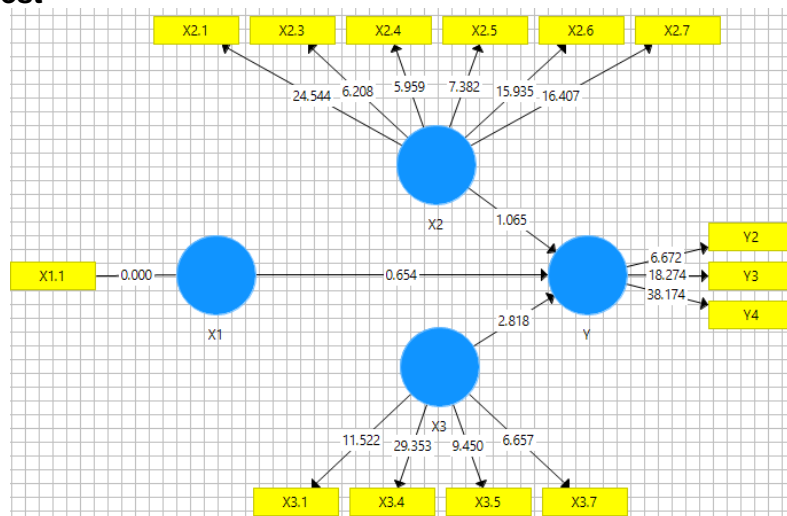 X2.1 X2.3 X2.4 X2.5 X2.6 X2.7
24.544 6.208 5.959 7.382 15.935 16.407
X2
1.065
Y2
6.672
X1.1 0.000 0.654 18.274 Y3
38.174
Y4
X1 2.818 Y
X3
11.522 29.353 9.450 6.657
X3.1 X3.4 X3.5 X3.7